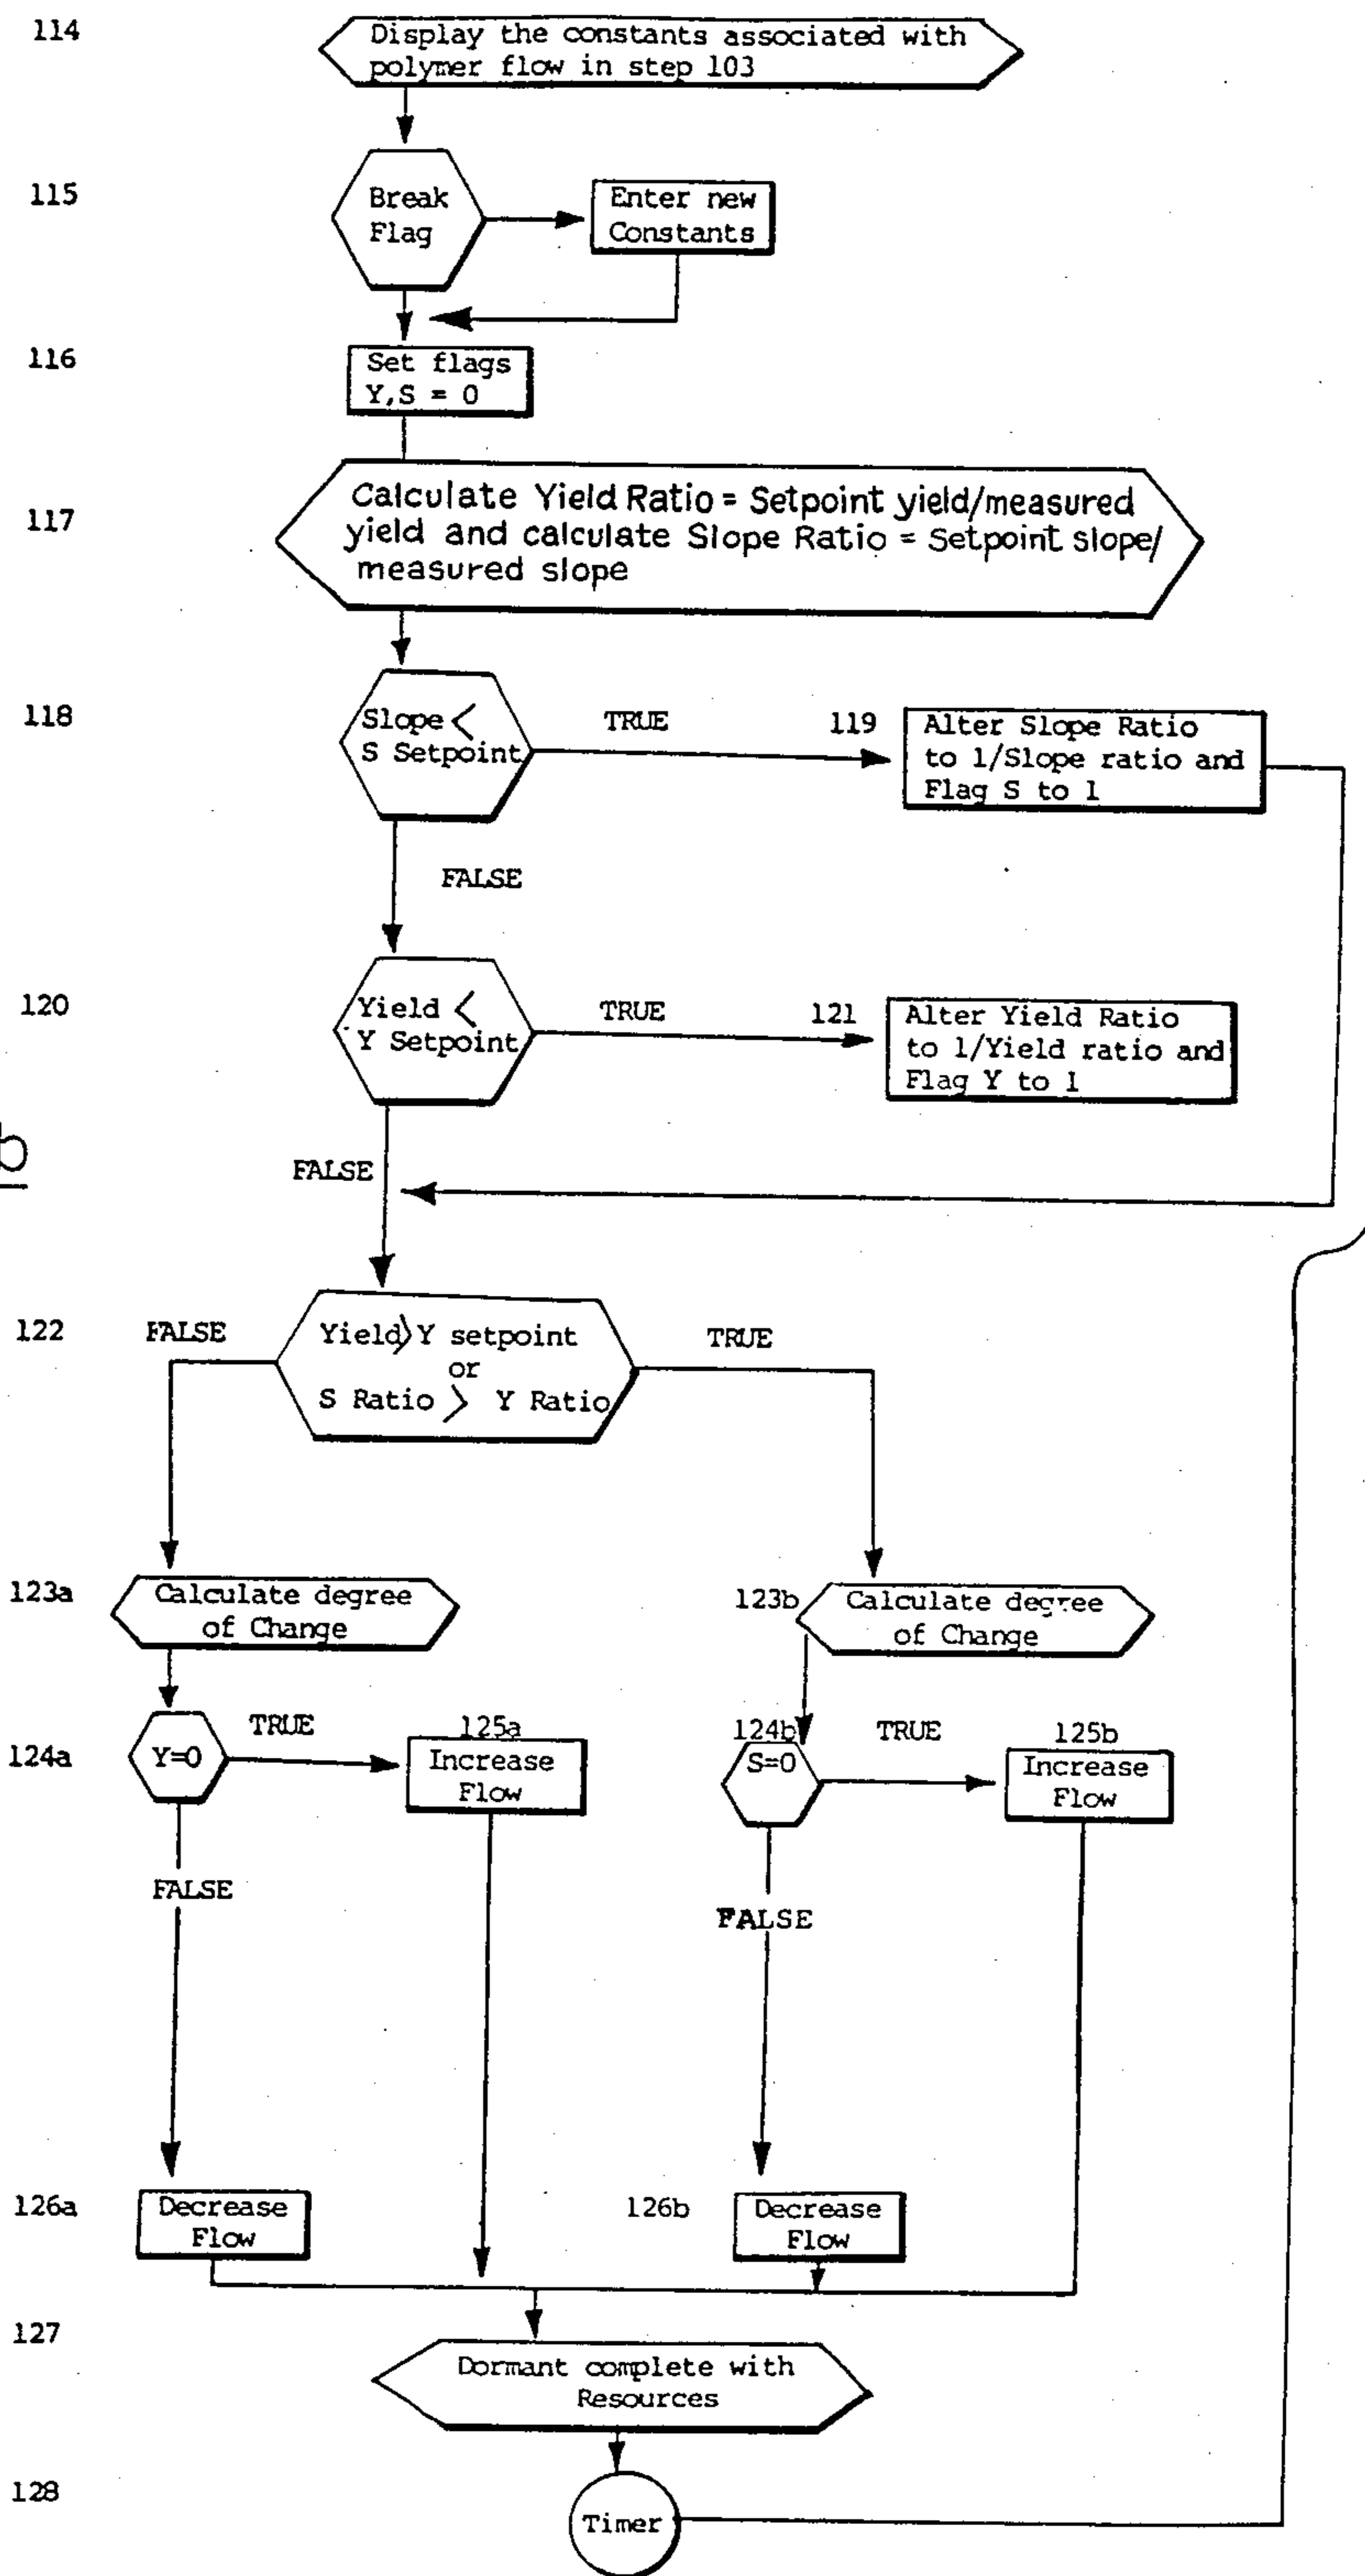 114
Display the constants associated with
polymer flow in step 103
115
Break
Flag
Enter new
Constants
116
Set flags
Y,S = 0
117
Calculate Yield Ratio = Setpoint yield/measured
yield and calculate Slope Ratio = Setpoint slope/
measured slope
118
Slope <
S Setpoint
TRUE
119
Alter Slope Ratio
to 1/Slope ratio and
Flag S to 1
FALSE
120
Yield <
Y Setpoint
TRUE
121
Alter Yield Ratio
to 1/Yield ratio and
Flag Y to 1
b
FALSE
122
FALSE
Yield>Y setpoint
or
S Ratio > Y Ratio
TRUE
123a
Calculate degree
of Change
123b
Calculate degree
of Change
124a
Y=0
TRUE
125a
Increase
Flow
124b
S=0
TRUE
125b
Increase
Flow
FALSE
FALSE
126a
Decrease
Flow
126b
Decrease
Flow
127
Dormant complete with
Resources
128
Timer